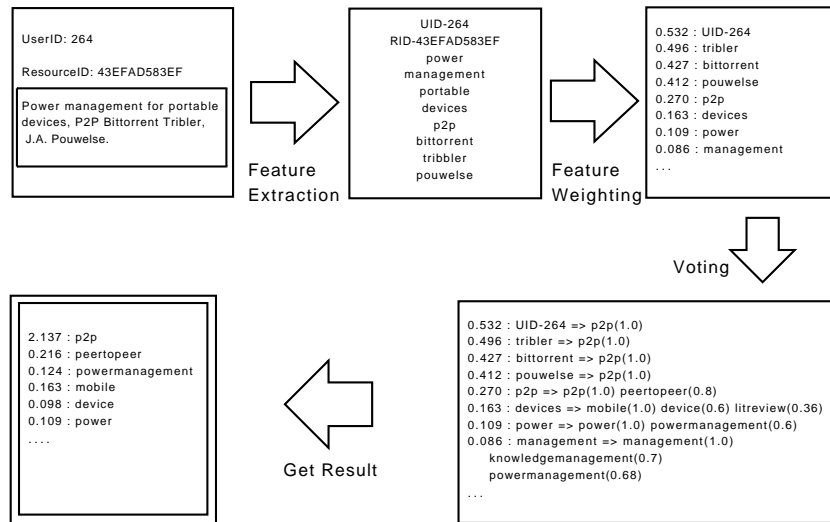 UserID: 264
ResourceID: 43EFAD583EF
Power management for portable
devices, P2P Bittorrent Tribler,
J.A. Pouwelse.
Feature
Extraction
UID-264
RID-43EFAD583EF
power
management
portable
devices
p2p
bittorrent
tribbler
pouwelse
Feature
Weighting
0.532 : UID-264
0.496 : tribler
0.427 : bittorrent
0.412 : pouwelse
0.270 : p2p
0.163 : devices
0.109 : power
0.086 : management
...
Voting
0.532 : UID-264 => p2p(1.0)
0.496 : tribler => p2p(1.0)
0.427 : bittorrent => p2p(1.0)
0.412 : pouwelse => p2p(1.0)
0.270 : p2p => p2p(1.0) peertopeer(0.8)
0.163 : devices => mobile(1.0) device(0.6) litreview(0.36)
0.109 : power => power(1.0) powermanagement(0.6)
0.086 : management => management(1.0)
knowledgemanagement(0.7)
powermanagement(0.68)
...
Get Result
2.137 : p2p
0.216 : peertopeer
0.124 : powermanagement
0.163 : mobile
0.098 : device
0.109 : power
....